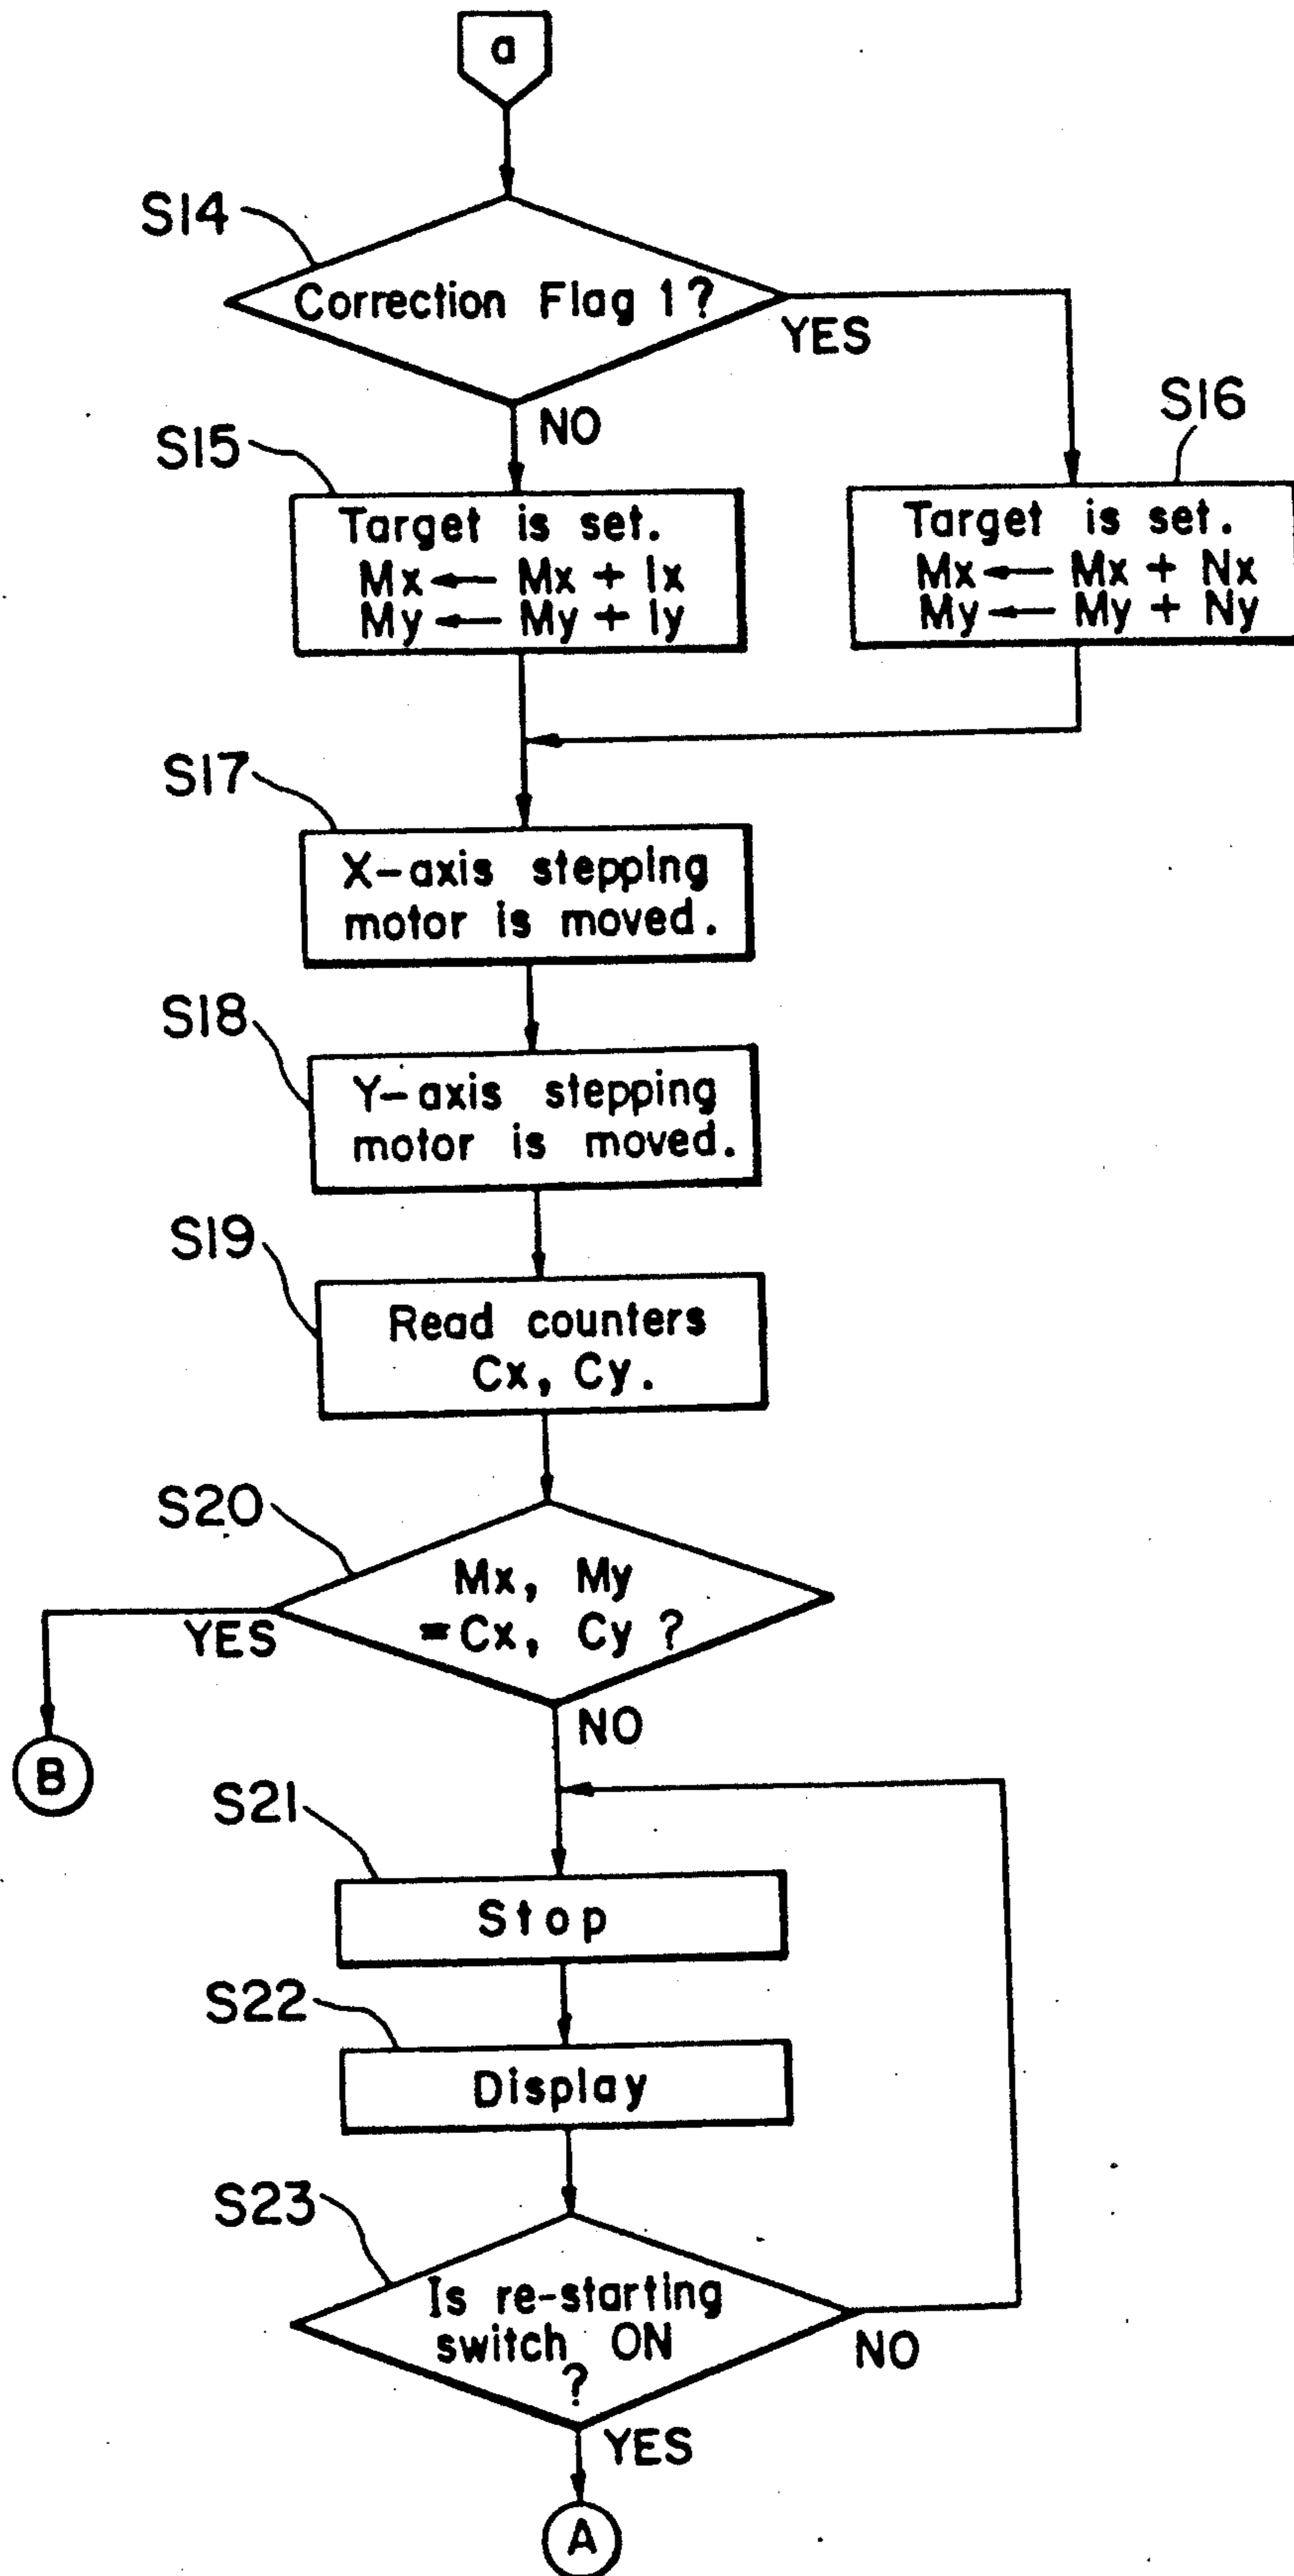 a
S14
Correction Flag 1?
YES
NO
S15
Target is set.
Mx ← Mx + Ix
My ← My + Iy
S16
Target is set.
Mx ← Mx + Nx
My ← My + Ny
S17
X-axis stepping
motor is moved.
S18
Y-axis stepping
motor is moved.
S19
Read counters
Cx, Cy.
S20
Mx, My
=Cx, Cy ?
YES
B
NO
S21
Stop
S22
Display
S23
Is re-starting
switch ON
?
NO
YES
A